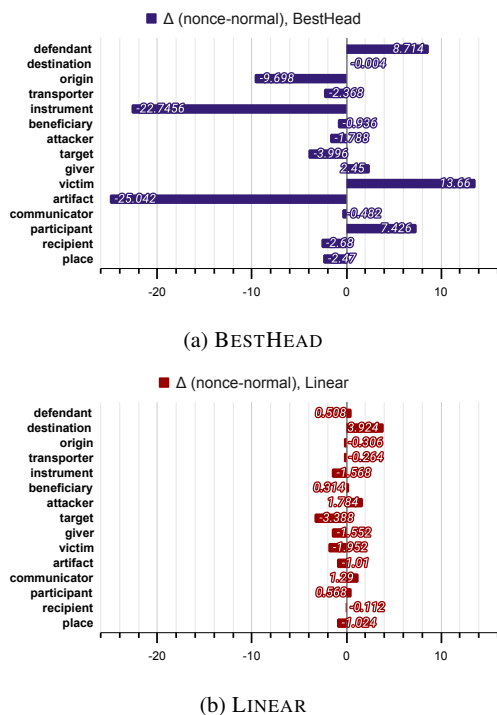 Δ (nonce-normal), BestHead
defendant 8.714
destination -0.004
origin -9.698
transporter -2.368
instrument -22.7456
beneficiary -0.936
attacker -1.788
target -3.996
giver 2.45
victim 13.66
artifact -25.042
communicator -0.482
participant 7.426
recipient -2.68
place -2.47
-20 -10 0 10
(a) BESTHEAD
Δ (nonce-normal), Linear
defendant 0.508
destination 3.924
origin -0.306
transporter -0.264
instrument -1.568
beneficiary 0.314
attacker 1.784
target -3.388
giver -1.552
victim -1.952
artifact -1.01
communicator 1.29
participant 0.568
recipient -0.112
place -1.024
-20 -10 0 10
(b) LINEAR